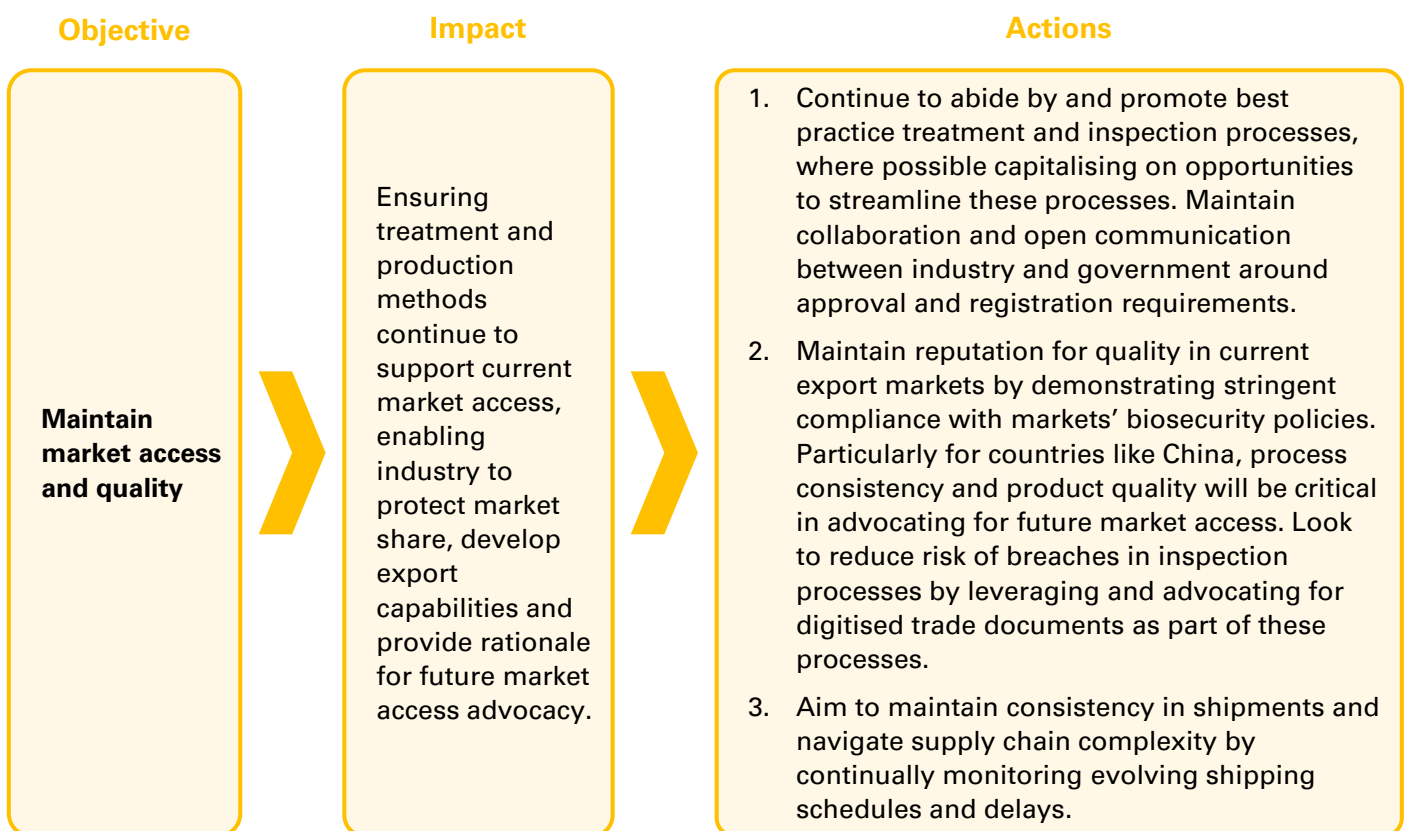 Objective
Impact
Actions
Maintain
market access
and quality
Ensuring
treatment and
production
methods
continue to
support current
market access,
enabling
industry to
protect market
share, develop
export
capabilities and
provide rationale
for future market
access advocacy.
1. Continue to abide by and promote best
practice treatment and inspection processes,
where possible capitalising on opportunities
to streamline these processes. Maintain
collaboration and open communication
between industry and government around
approval and registration requirements.
2. Maintain reputation for quality in current
export markets by demonstrating stringent
compliance with markets’ biosecurity policies.
Particularly for countries like China, process
consistency and product quality will be critical
in advocating for future market access. Look
to reduce risk of breaches in inspection
processes by leveraging and advocating for
digitised trade documents as part of these
processes.
3. Aim to maintain consistency in shipments and
navigate supply chain complexity by
continually monitoring evolving shipping
schedules and delays.